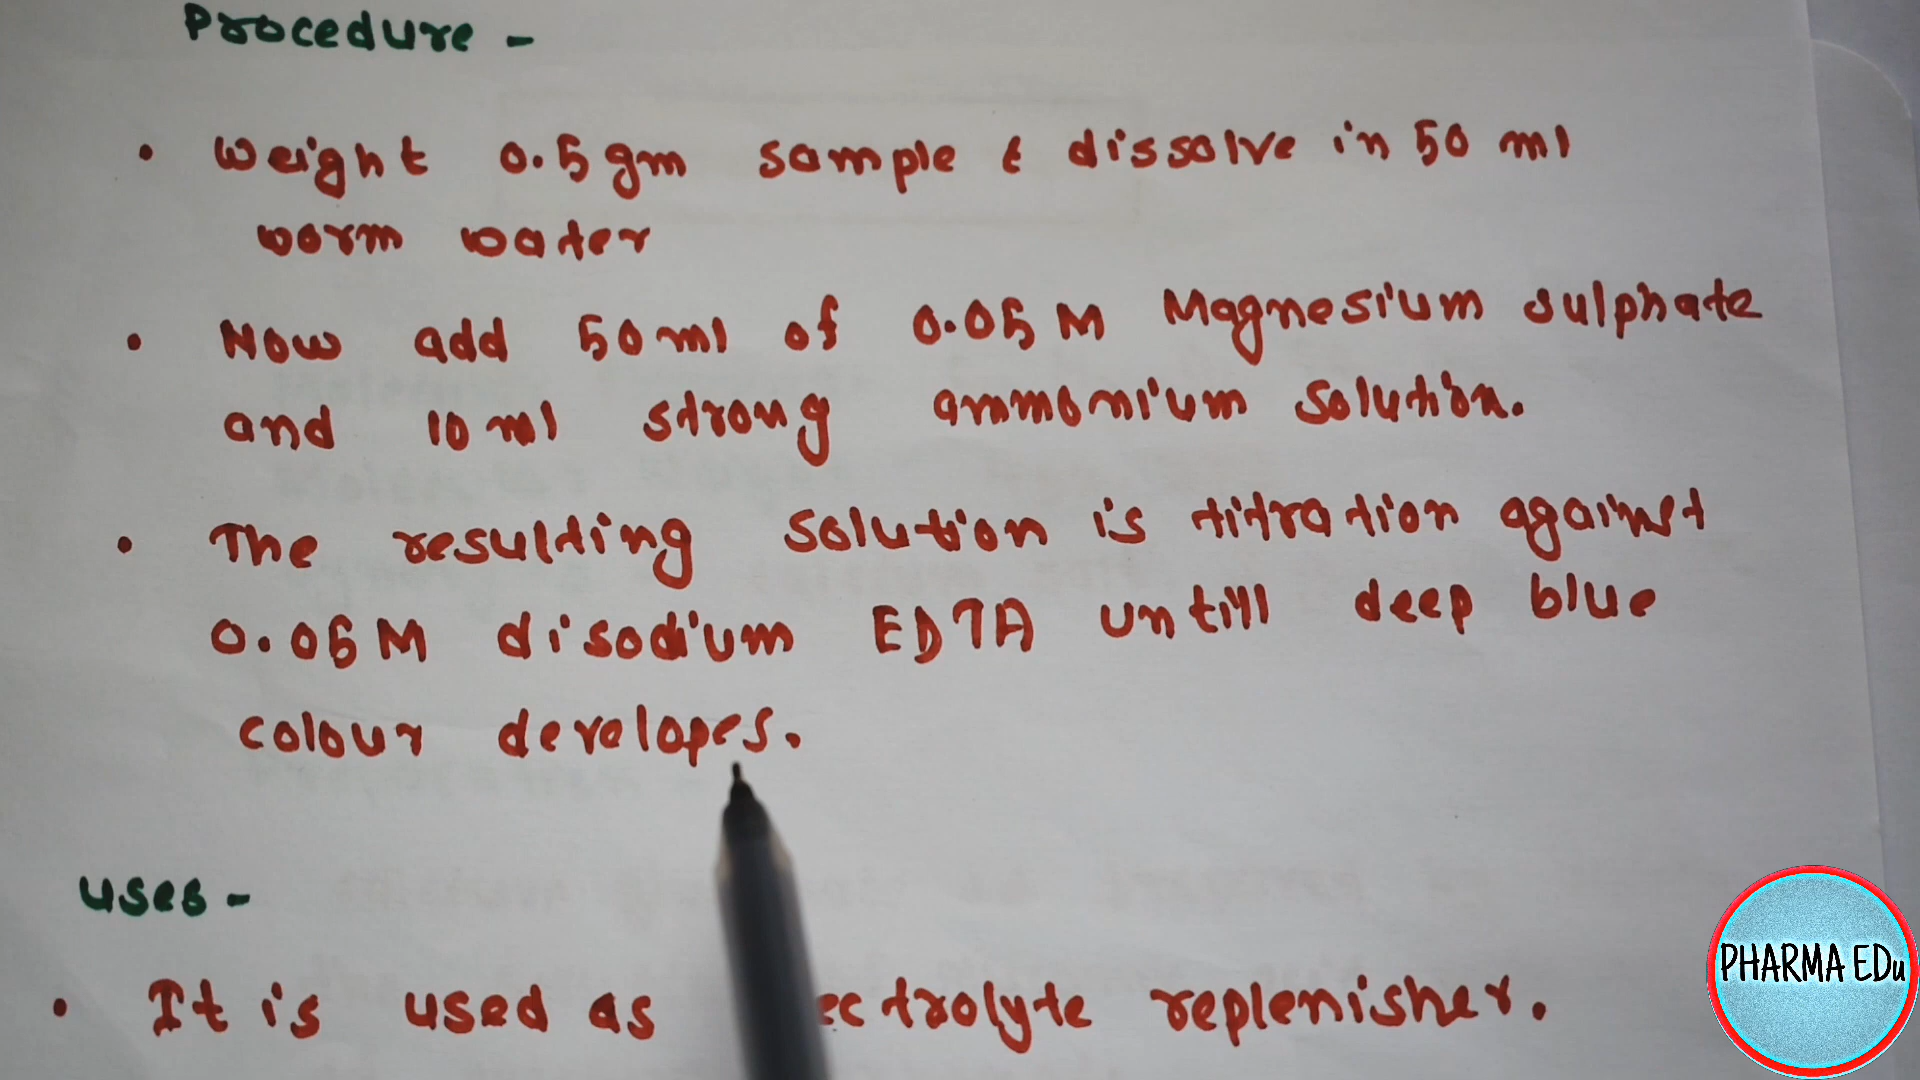 Procedure -
• Weight 0.5 gm sample & dissolve in 50 ml
warm water
• Now add 50 ml of 0.05 M Magnesium sulphate
and 10 ml strong ammonium solution.
• The resulting solution is titration against
0.05 M disodium EDTA untill deep blue
colour developes.
Uses -
• It is used as ectrolyte replenisher.
PHARMA EDu